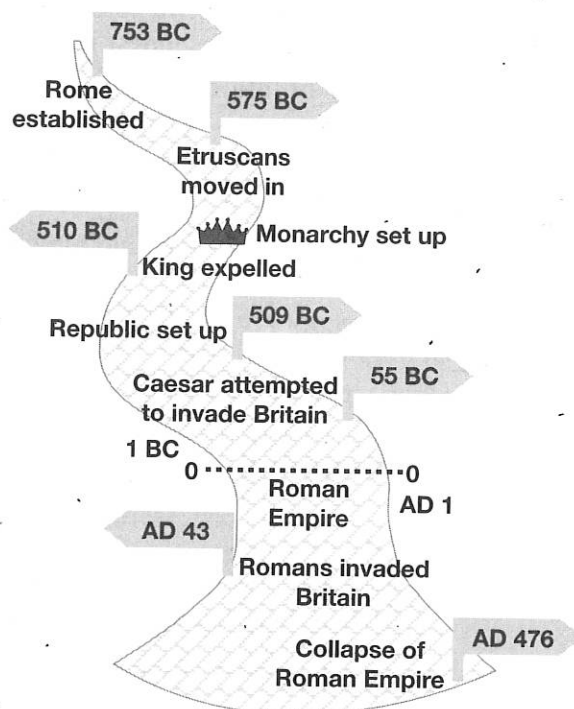 753 BC
Rome
established
575 BC
Etruscans
moved in
510 BC
Monarchy set up
King expelled
509 BC
Republic set up
55 BC
Caesar attempted
to invade Britain
1 BC
0
0
Roman
Empire
AD 1
AD 43
Romans invaded
Britain
AD 476
Collapse of
Roman Empire